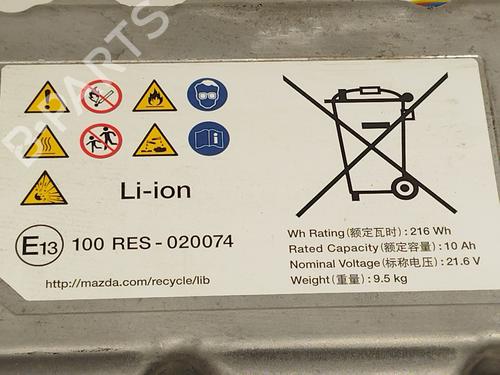 B-PARTS
Li-ion
E13 100 RES - 020074
http://mazda.com/recycle/lib
Wh Rating(额定瓦时) : 216 Wh
Rated Capacity(额定容量) : 10 Ah
Nominal Voltage(标称电压) : 21.6 V
Weight(重量) : 9.5 kg